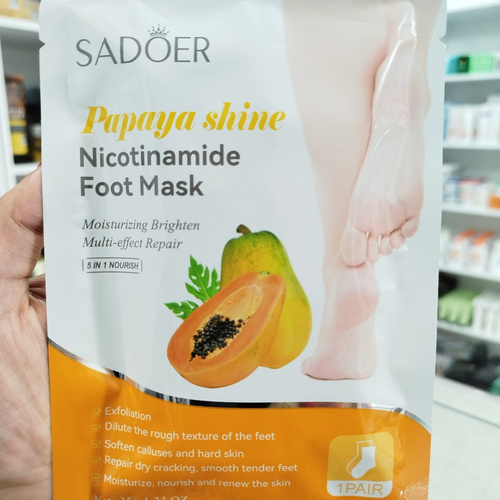 SADOER
Papaya shine
Nicotinamide
Foot Mask
Moisturizing Brighten
Multi-effect Repair
5 IN 1 NOURISH
Exfoliation
Dilute the rough texture of the feet
Soften calluses and hard skin
Repair dry cracking, smooth tender feet
Moisturize, nourish and renew the skin
1PAIR